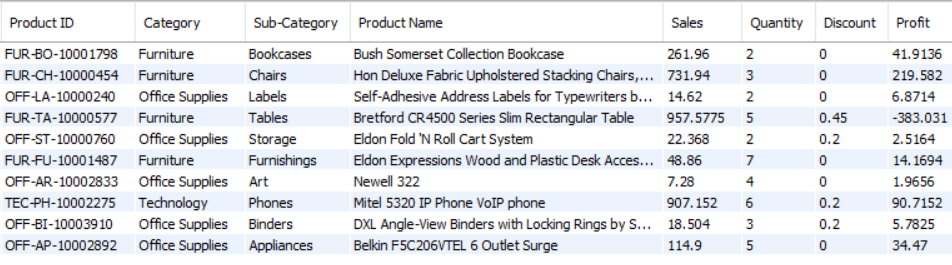 Product ID Category Sub-Category Product Name Sales Quantity Discount Profit
FUR-BO-10001798 Furniture Bookcases Bush Somerset Collection Bookcase 261.96 2 0 41.9136
FUR-CH-10000454 Furniture Chairs Hon Deluxe Fabric Upholstered Stacking Chairs,... 731.94 3 0 219.582
OFF-LA-10000240 Office Supplies Labels Self-Adhesive Address Labels for Typewriters b... 14.62 2 0 6.8714
FUR-TA-10000577 Furniture Tables Bretford CR4500 Series Slim Rectangular Table 957.5775 5 0.45 -383.031
OFF-ST-10000760 Office Supplies Storage Eldon Fold 'N Roll Cart System 22.368 2 0.2 2.5164
FUR-FU-10001487 Furniture Furnishings Eldon Expressions Wood and Plastic Desk Acces... 48.86 7 0 14.1694
OFF-AR-10002833 Office Supplies Art Newell 322 7.28 4 0 1.9656
TEC-PH-10002275 Technology Phones Mitel 5320 IP Phone VoIP phone 907.152 6 0.2 90.7152
OFF-BI-10003910 Office Supplies Binders DXL Angle-View Binders with Locking Rings by S... 18.504 3 0.2 5.7825
OFF-AP-10002892 Office Supplies Appliances Belkin F5C206VTEL 6 Outlet Surge 114.9 5 0 34.47